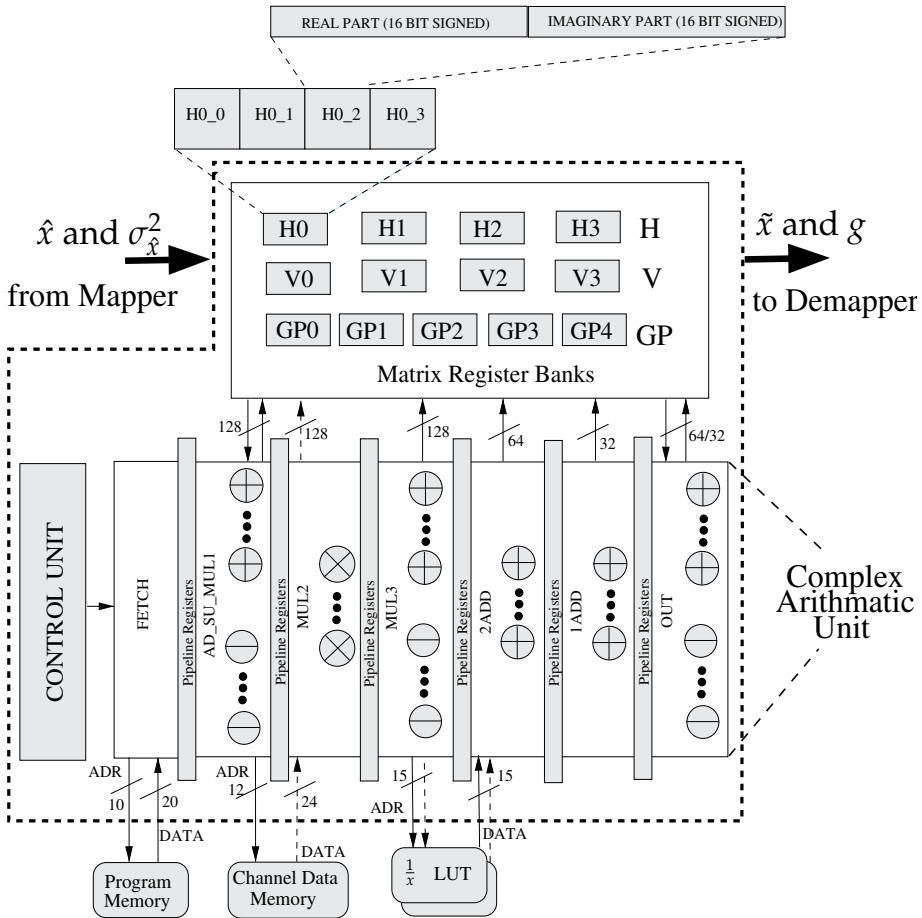 REAL PART (16 BIT SIGNED)
IMAGINARY PART (16 BIT SIGNED)
H0_0
H0_1
H0_2
H0_3
x̂ and σ²_x̂
from Mapper
H0
H1
H2
H3
H
V0
V1
V2
V3
V
GP0
GP1
GP2
GP3
GP4
GP
Matrix Register Banks
x̃ and g
to Demapper
128
128
128
64
32
64/32
CONTROL UNIT
FETCH
Pipeline Registers
AD_SU_MUL1
Pipeline Registers
MUL2
Pipeline Registers
MUL3
Pipeline Registers
2ADD
Pipeline Registers
1ADD
Pipeline Registers
OUT
Complex
Arithmatic
Unit
ADR
10
20
DATA
ADR
12
24
DATA
15
ADR
15
DATA
Program
Memory
Channel Data
Memory
1/x LUT